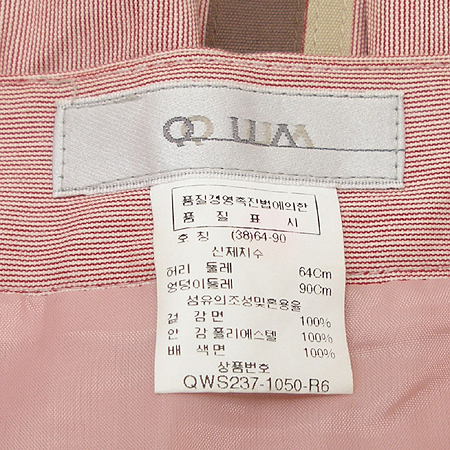 품질경영촉진법에의한
품 질 표 시
호 칭 (38)64-90
신체치수
허리 둘레 64Cm
엉덩이둘레 90Cm
섬유의조성및혼용율
겉 감 면 100%
안 감 폴리에스텔 100%
배 색 면 100%
상품번호
QWS237-1050-R6